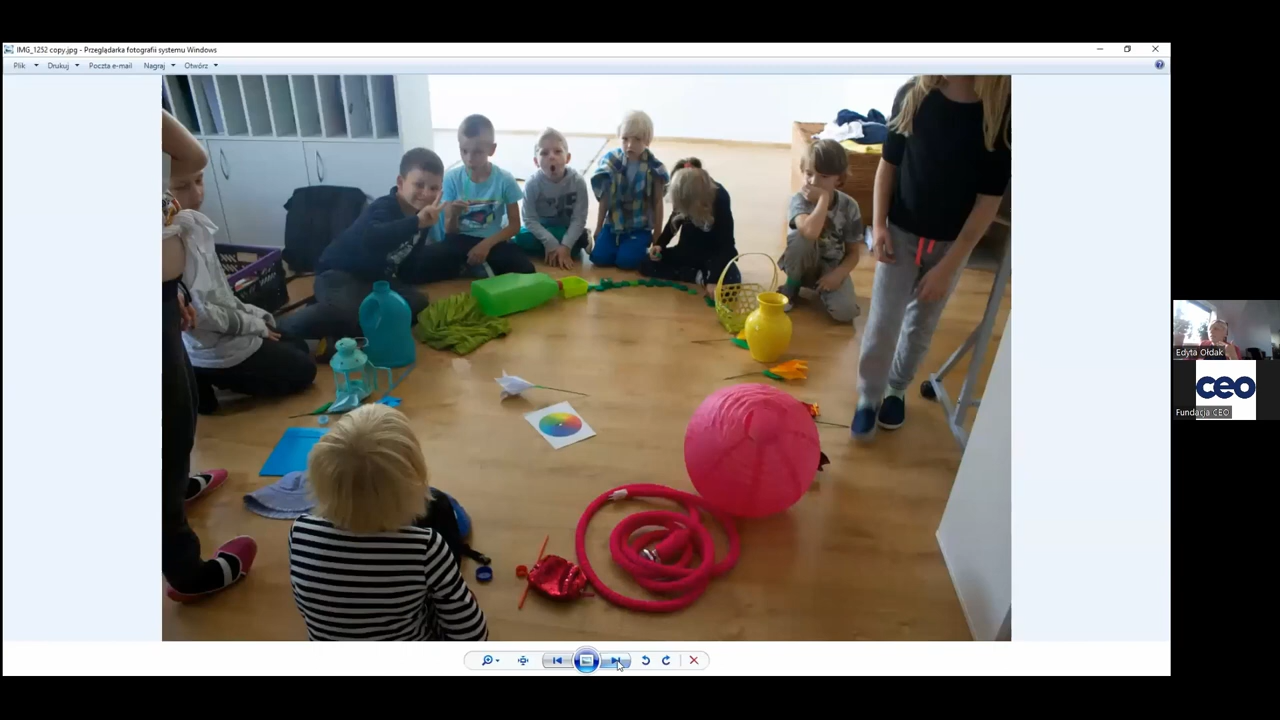 IMG_1252 copy.jpg - Przeglądarka fotografii systemu Windows
Plik Drukuj Poczta e-mail Nagraj Otwórz
Edyta Ołdak
ceo
Fundacja CEO